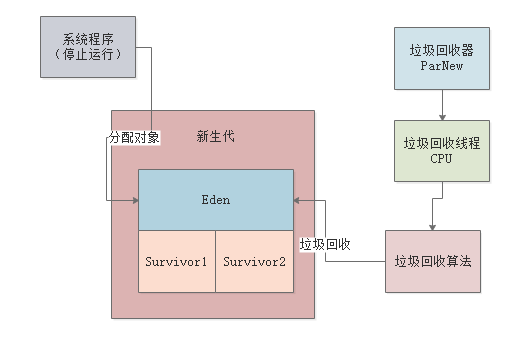 系统程序
（停止运行）
垃圾回收器
ParNew
分配对象
新生代
垃圾回收线程
CPU
Eden
垃圾回收
Survivor1
Survivor2
垃圾回收算法